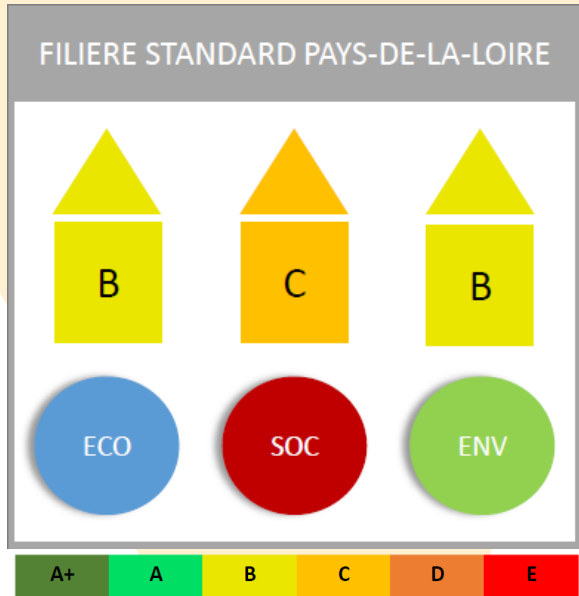 FILIERE STANDARD PAYS-DE-LA-LOIRE
B C B
ECO SOC ENV
A+ A B C D E